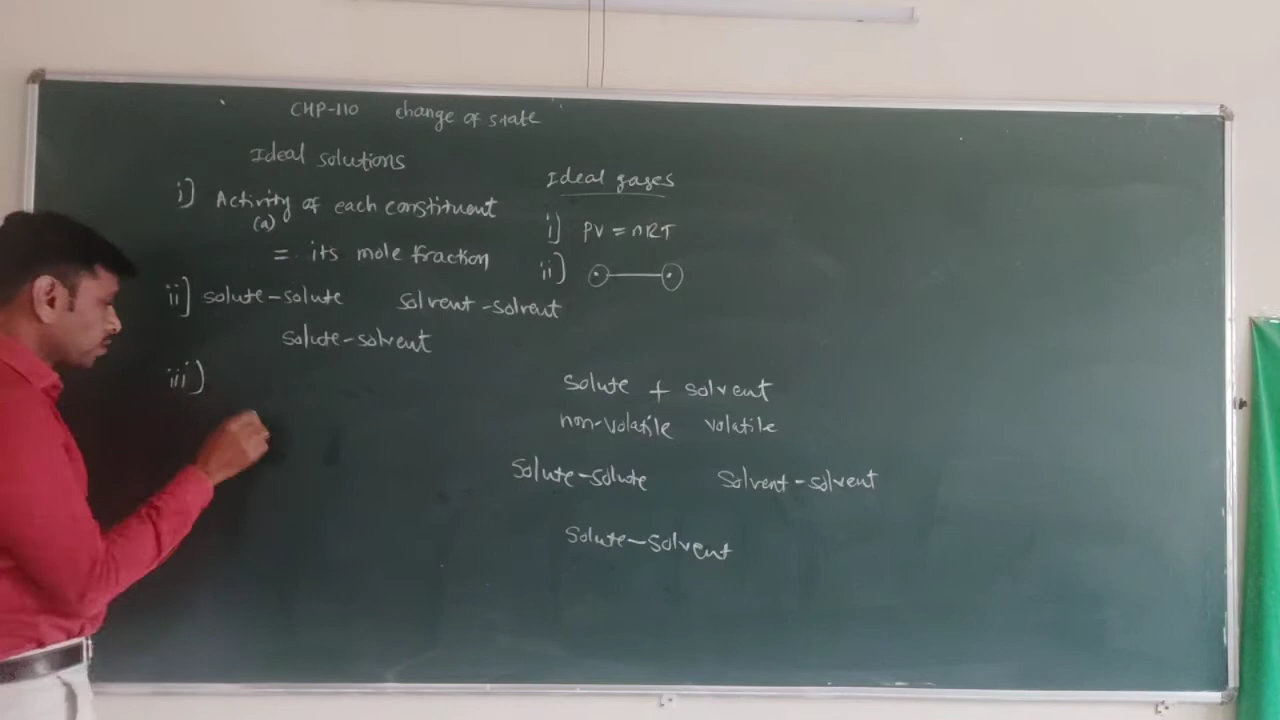 CHP-110 change of state
Ideal solutions
i] Activity of each constituent
(a)
= its mole fraction
ii] solute-solute solvent-solvent
solute-solvent
iii)
Ideal gases
i] PV = nRT
ii)
Solute + solvent
non-volatile volatile
Solute-solute Solvent-solvent
Solute-solvent